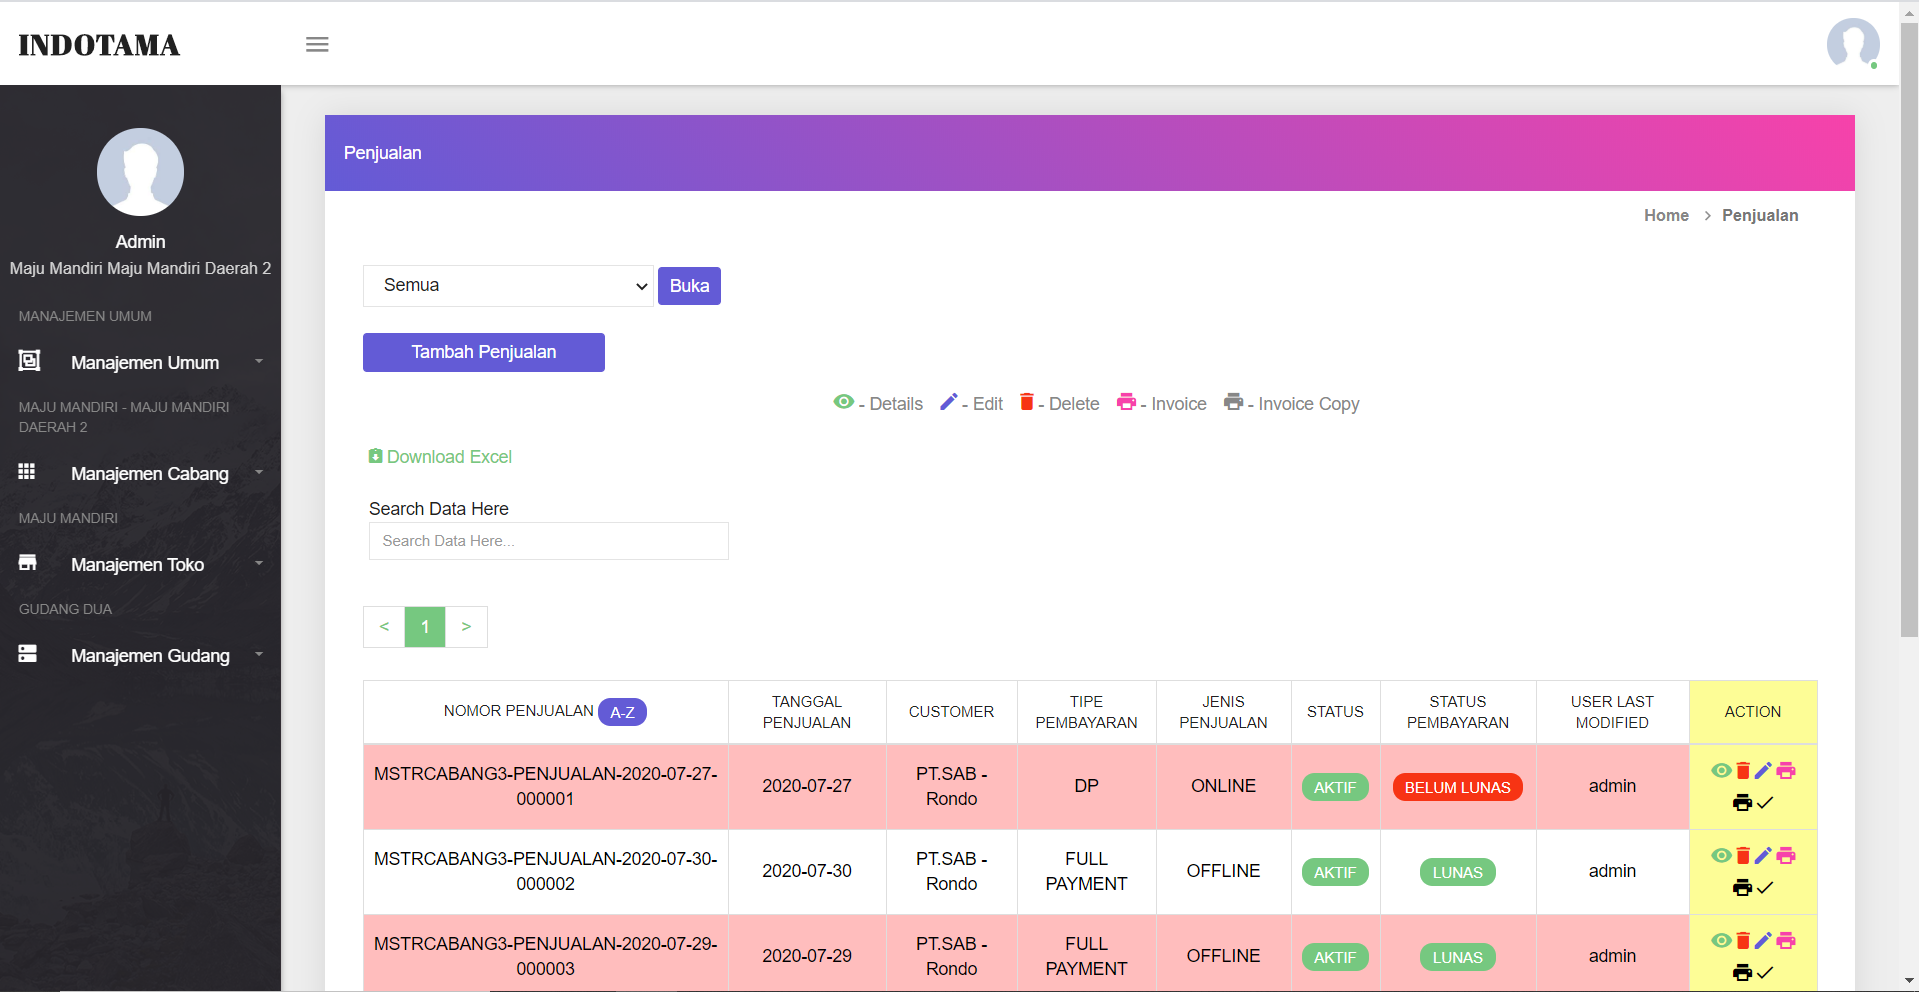 INDOTAMA
Admin
Maju Mandiri Maju Mandiri Daerah 2
MANAJEMEN UMUM
Manajemen Umum
MAJU MANDIRI - MAJU MANDIRI
DAERAH 2
Manajemen Cabang
MAJU MANDIRI
Manajemen Toko
GUDANG DUA
Manajemen Gudang
Penjualan
Home > Penjualan
Semua
Buka
Tambah Penjualan
- Details - Edit - Delete - Invoice - Invoice Copy
Download Excel
Search Data Here
Search Data Here...
< 1 >
NOMOR PENJUALAN A-Z
TANGGAL
PENJUALAN
CUSTOMER
TIPE
PEMBAYARAN
JENIS
PENJUALAN
STATUS
STATUS
PEMBAYARAN
USER LAST
MODIFIED
ACTION
MSTRCABANG3-PENJUALAN-2020-07-27-
000001
2020-07-27
PT.SAB -
Rondo
DP
ONLINE
AKTIF
BELUM LUNAS
admin
MSTRCABANG3-PENJUALAN-2020-07-30-
000002
2020-07-30
PT.SAB -
Rondo
FULL
PAYMENT
OFFLINE
AKTIF
LUNAS
admin
MSTRCABANG3-PENJUALAN-2020-07-29-
000003
2020-07-29
PT.SAB -
Rondo
FULL
PAYMENT
OFFLINE
AKTIF
LUNAS
admin